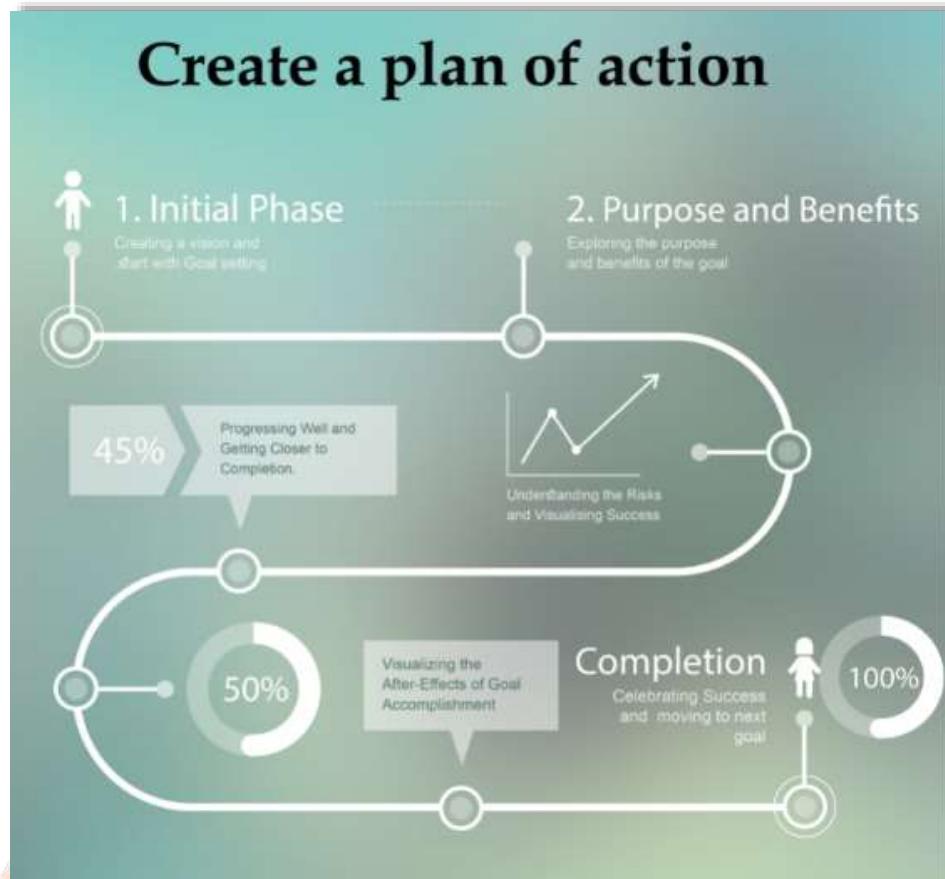 Create a plan of action
1. Initial Phase
Creating a vision and
start with Goal setting
2. Purpose and Benefits
Exploring the purpose
and benefits of the goal
Understanding the Risks
and Visualising Success
45%
Progressing Well and
Getting Closer to
Completion.
50%
Visualizing the
After-Effects of Goal
Accomplishment
Completion
Celebrating Success
and moving to next
goal
100%